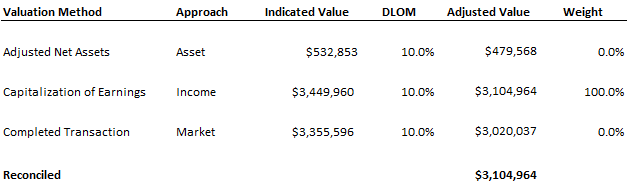 Valuation Method Approach Indicated Value DLOM Adjusted Value Weight
Adjusted Net Assets Asset $532,853 10.0% $479,568 0.0%
Capitalization of Earnings Income $3,449,960 10.0% $3,104,964 100.0%
Completed Transaction Market $3,355,596 10.0% $3,020,037 0.0%
Reconciled $3,104,964